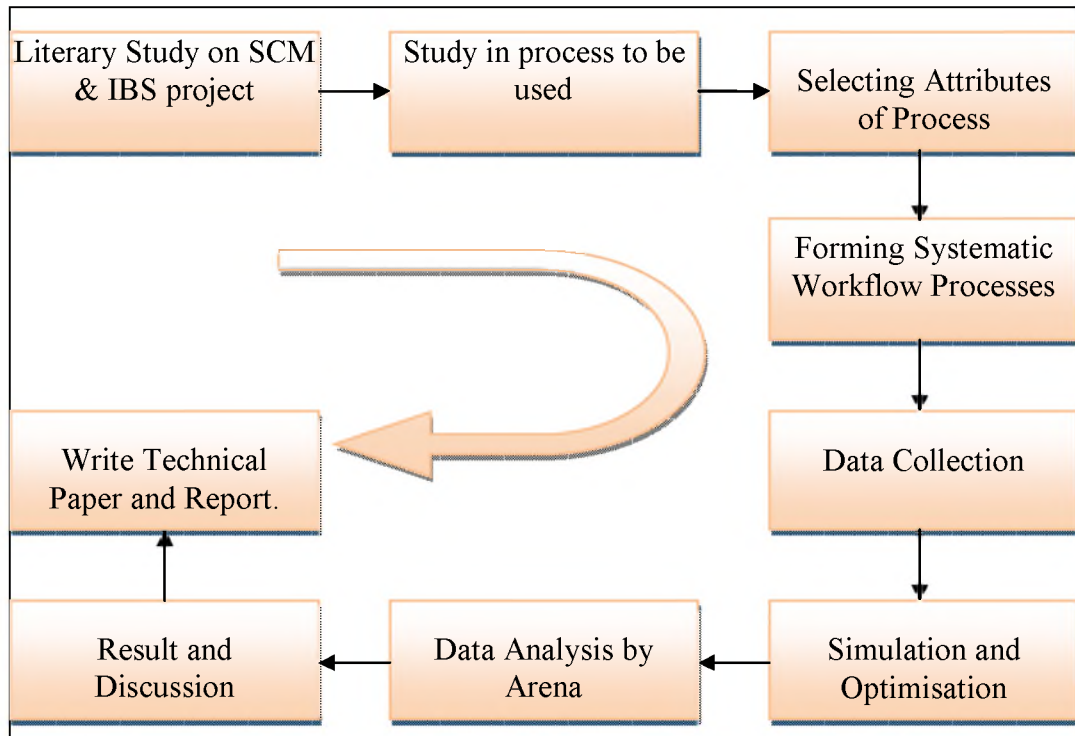 Literary Study on SCM
& IBS project
Study in process to be
used
Selecting Attributes
of Process
Forming Systematic
Workflow Processes
Data Collection
Simulation and
Optimisation
Data Analysis by
Arena
Result and
Discussion
Write Technical
Paper and Report.